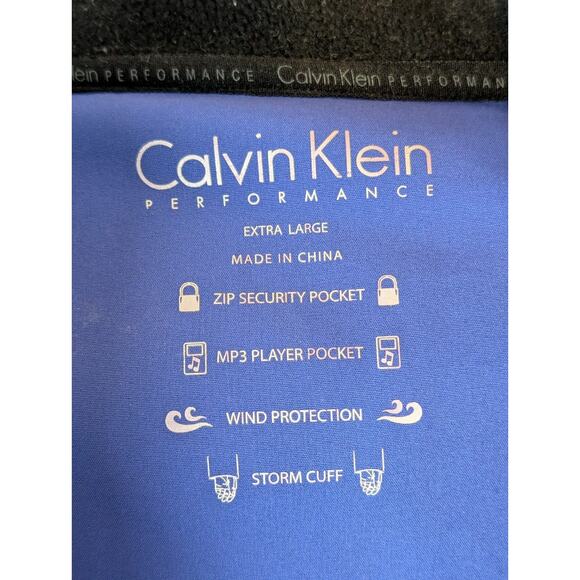 lein PERFORMANCE Calvin Klein PERFORMAN
Calvin Klein
PERFORMANCE
EXTRA LARGE
MADE IN CHINA
ZIP SECURITY POCKET
MP3 PLAYER POCKET
WIND PROTECTION
STORM CUFF